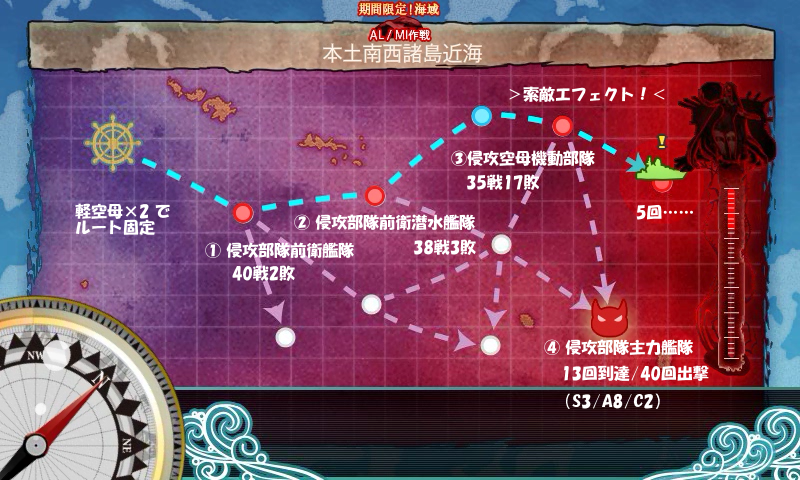 期間限定!海域
AL/MI作戦
本土南西諸島近海
>索敵エフェクト!<
③侵攻空母機動部隊
35戦17敗
!
軽空母×2 で
ルート固定
② 侵攻部隊前衛潜水艦隊
38戦3敗
5回……
① 侵攻部隊前衛艦隊
40戦2敗
④ 侵攻部隊主力艦隊
13回到達/40回出撃
(S3/A8/C2)
NW
N
NE